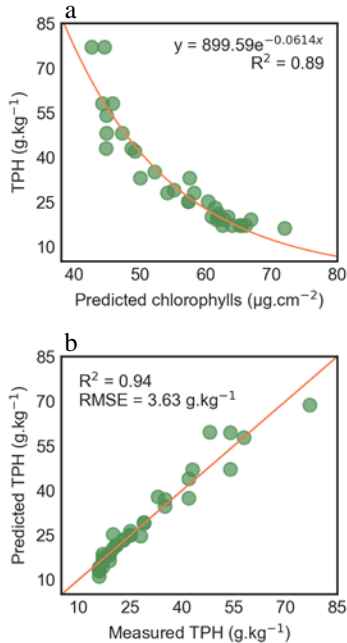 a
y = 899.59e^−0.0614x
R² = 0.89
TPH (g.kg⁻¹)
85
70
55
40
25
10
40 50 60 70 80
Predicted chlorophylls (μg.cm⁻²)
b
R² = 0.94
RMSE = 3.63 g.kg⁻¹
Predicted TPH (g.kg⁻¹)
85
70
55
40
25
10
10 25 40 55 70 85
Measured TPH (g.kg⁻¹)